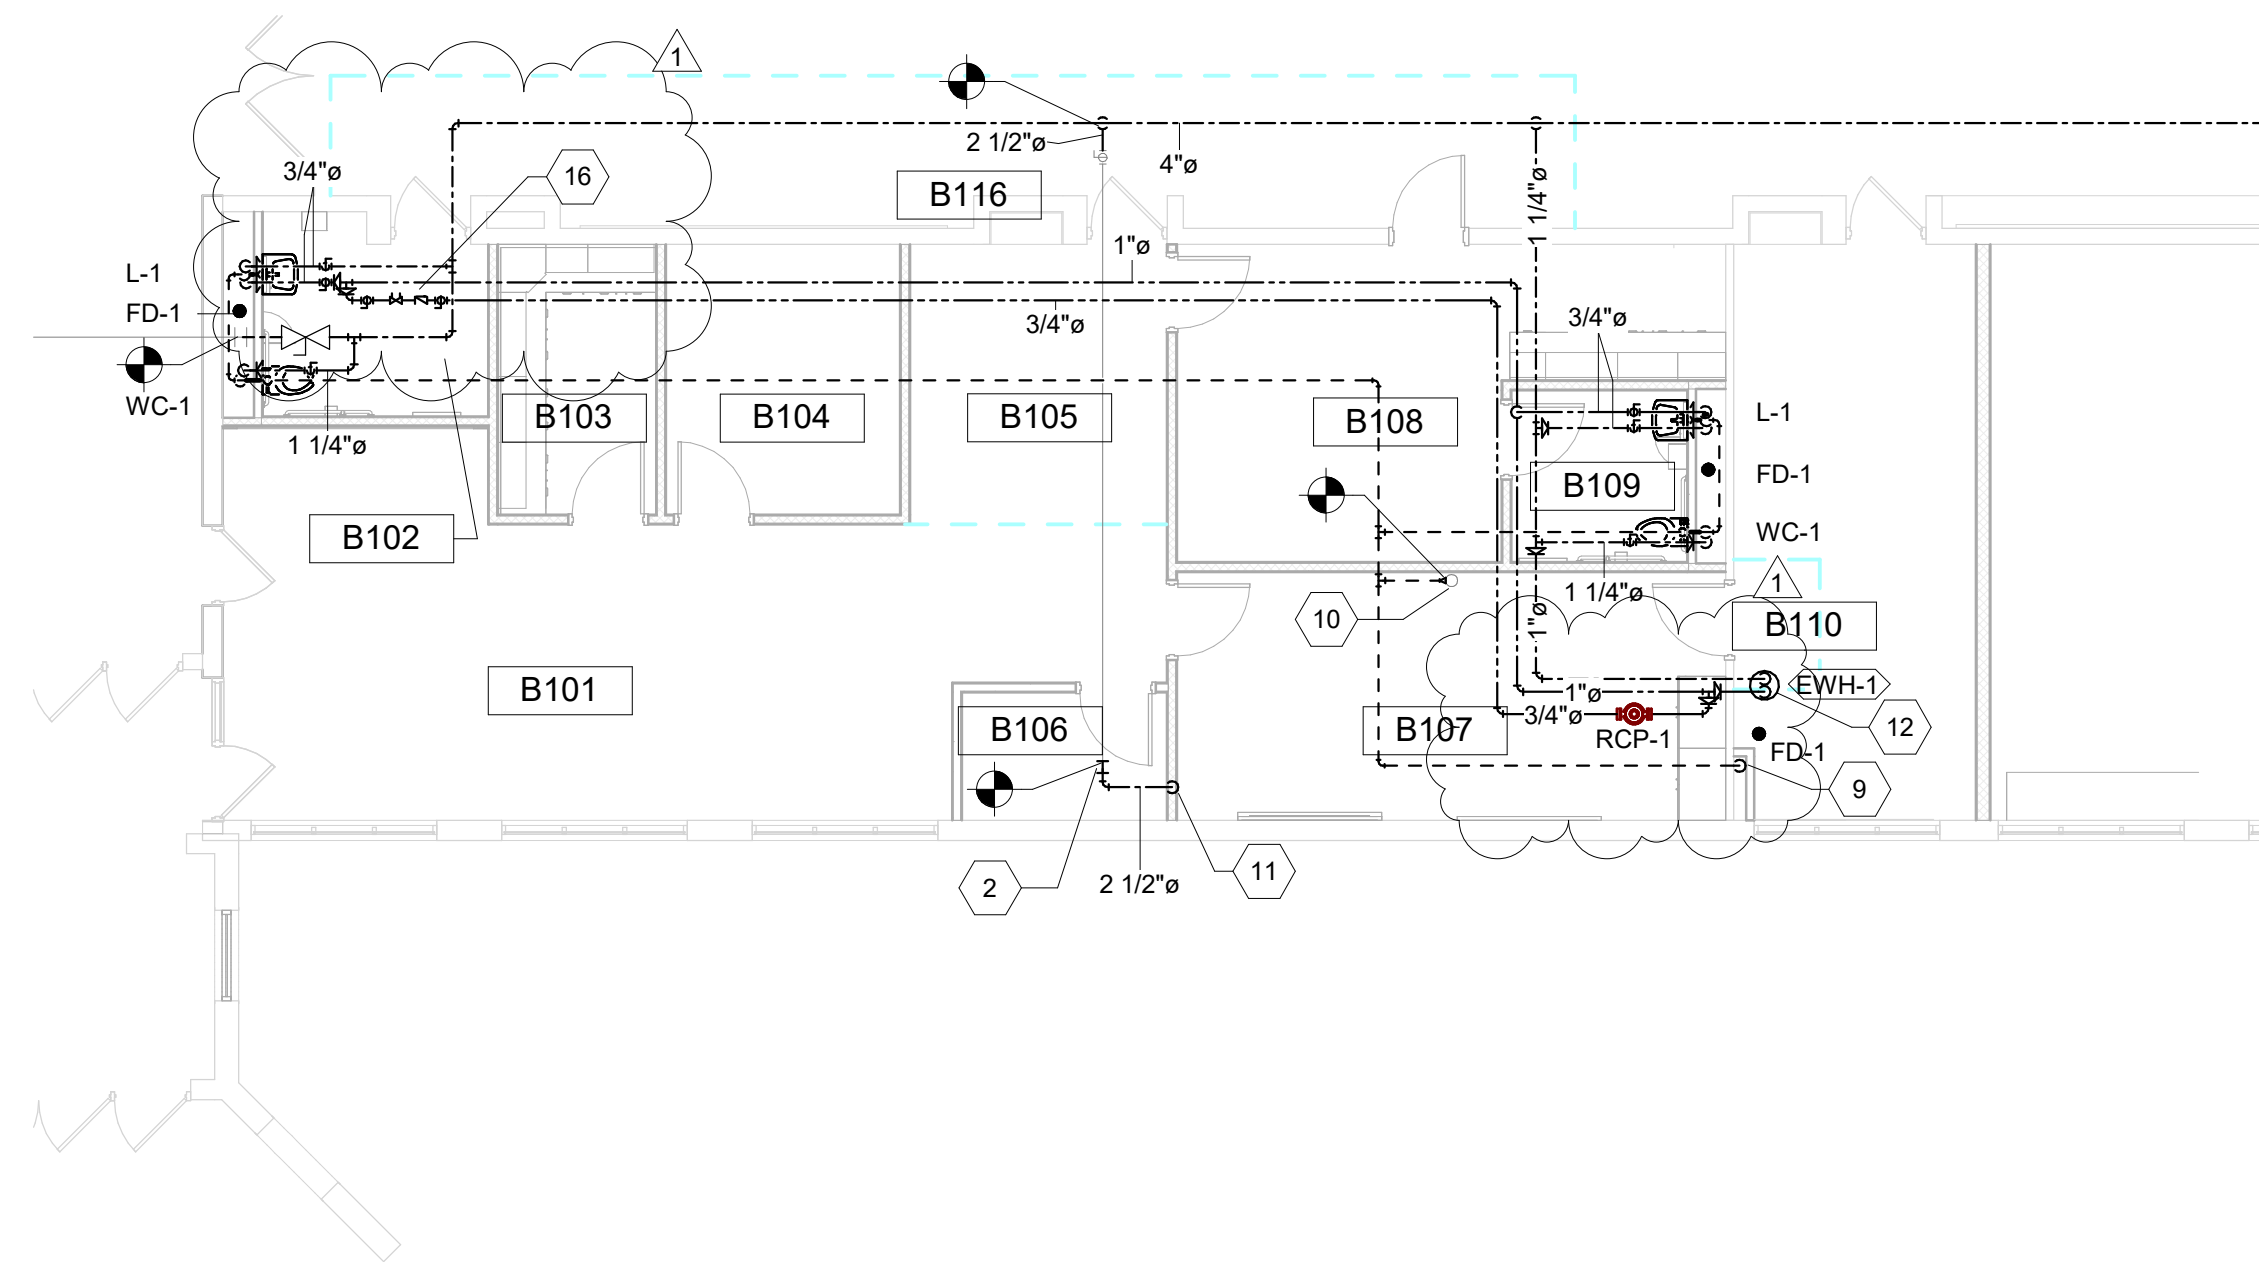 1
2 1/2"ø
4"ø
3/4"ø
16
B116
1 1/4"ø
1"ø
L-1
FD-1
3/4"ø
3/4"ø
WC-1
B103
B104
B105
B108
L-1
1 1/4"ø
B109
FD-1
B102
WC-1
1
1 1/4"ø
10
1"ø
B110
B101
1"ø
EWH-1
3/4"ø
12
B106
B107
RCP-1
FD-1
9
2
2 1/2"ø
11